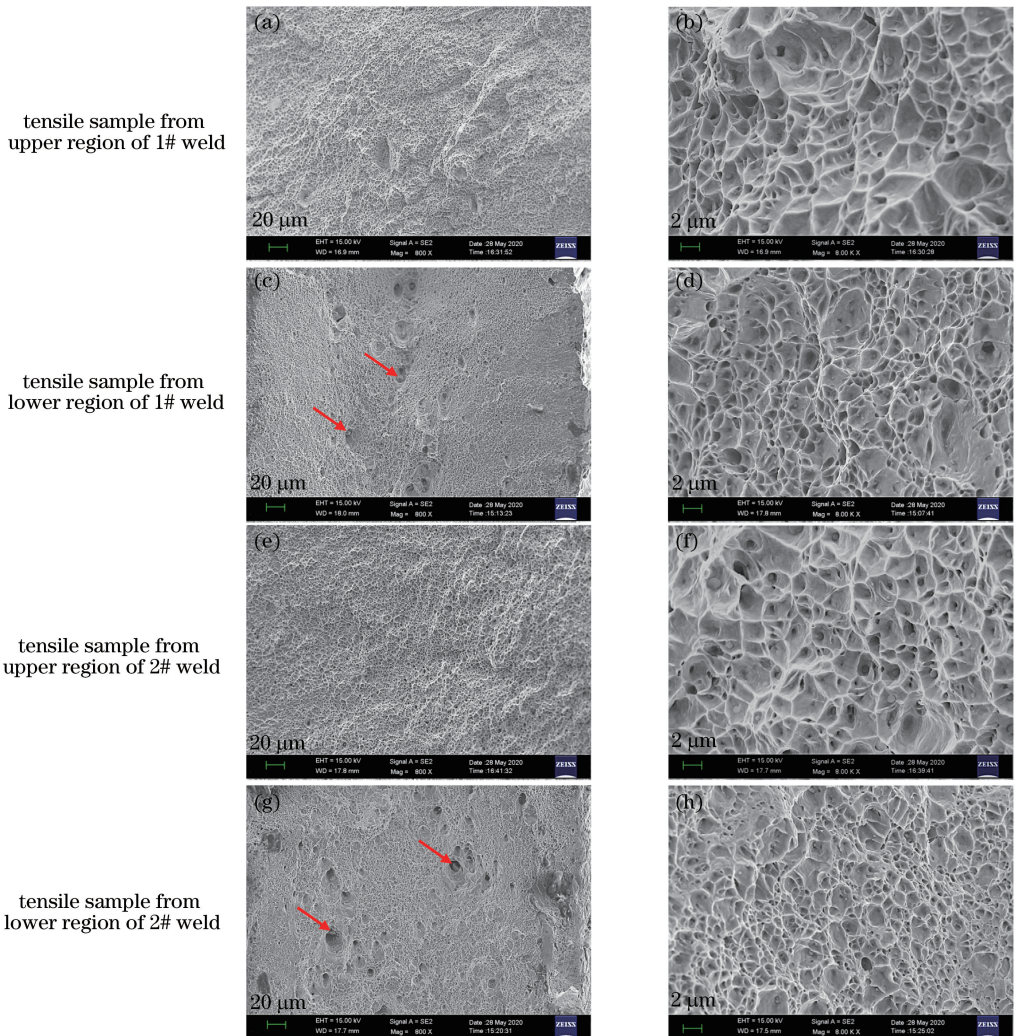 tensile sample from
upper region of 1# weld
(a)
20 μm
EHT = 15.00 kV Signal A = SE2 Date :28 May 2020 ZEISS
WD = 16.9 mm Mag = 800 X Time :16:31:52
(b)
2 μm
EHT = 15.00 kV Signal A = SE2 Date :28 May 2020 ZEISS
WD = 16.9 mm Mag = 8.00 K X Time :16:30:28
tensile sample from
lower region of 1# weld
(c)
20 μm
EHT = 15.00 kV Signal A = SE2 Date :28 May 2020 ZEISS
WD = 18.0 mm Mag = 800 X Time :15:13:23
(d)
2 μm
EHT = 15.00 kV Signal A = SE2 Date :28 May 2020 ZEISS
WD = 17.8 mm Mag = 8.00 K X Time :15:07:41
tensile sample from
upper region of 2# weld
(e)
20 μm
EHT = 15.00 kV Signal A = SE2 Date :28 May 2020 ZEISS
WD = 17.8 mm Mag = 800 X Time :16:41:32
(f)
2 μm
EHT = 15.00 kV Signal A = SE2 Date :28 May 2020 ZEISS
WD = 17.7 mm Mag = 8.00 K X Time :16:39:41
tensile sample from
lower region of 2# weld
(g)
20 μm
EHT = 15.00 kV Signal A = SE2 Date :28 May 2020 ZEISS
WD = 17.7 mm Mag = 800 X Time :15:20:31
(h)
2 μm
EHT = 15.00 kV Signal A = SE2 Date :28 May 2020 ZEISS
WD = 17.5 mm Mag = 8.00 K X Time :15:25:02